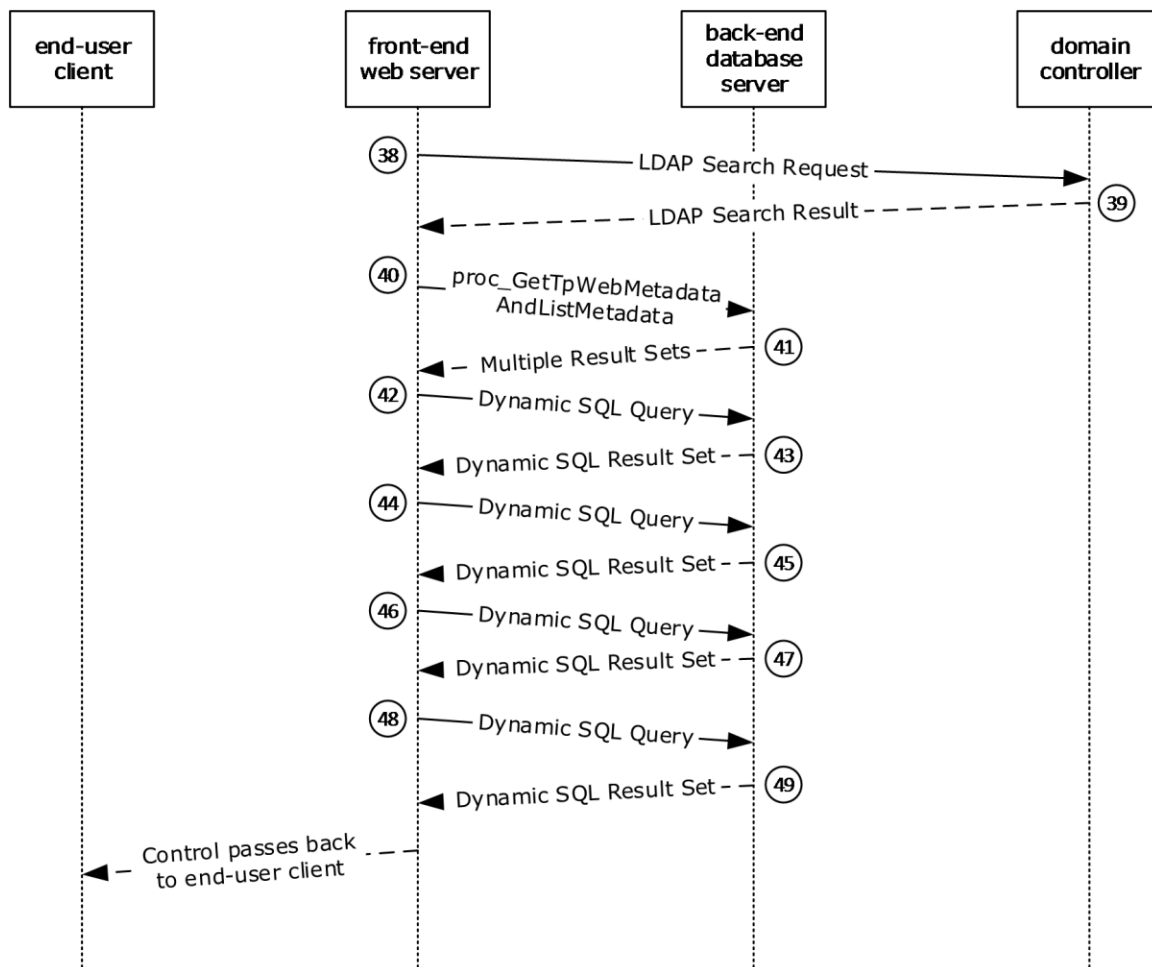 end-user
client
front-end
web server
back-end
database
server
domain
controller
38
LDAP Search Request
LDAP Search Result
39
40
proc_GetTpWebMetadata
AndListMetadata
Multiple Result Sets
41
42
Dynamic SQL Query
Dynamic SQL Result Set
43
44
Dynamic SQL Query
Dynamic SQL Result Set
45
46
Dynamic SQL Query
Dynamic SQL Result Set
47
48
Dynamic SQL Query
Dynamic SQL Result Set
49
Control passes back
to end-user client